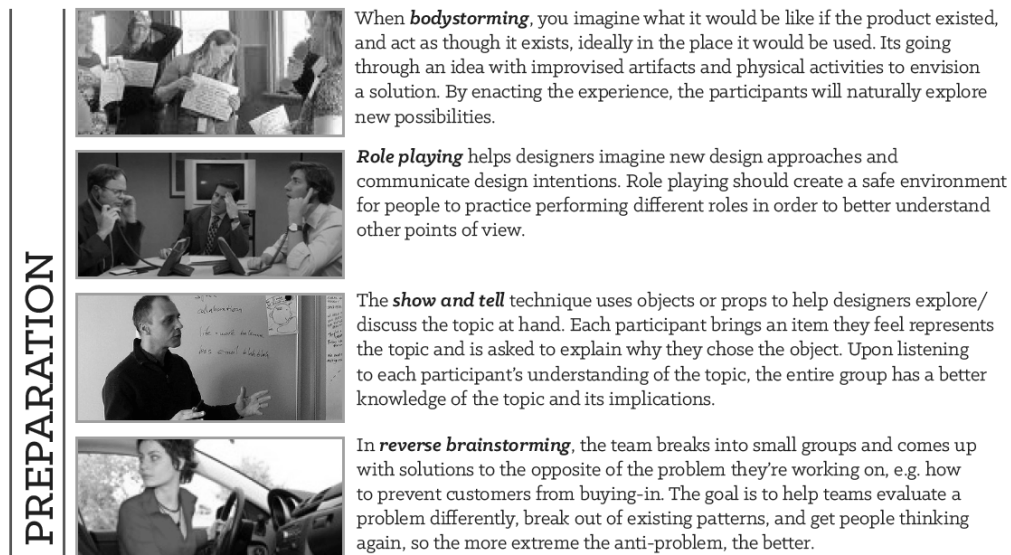 PREPARATION
When bodystorming, you imagine what it would be like if the product existed,
and act as though it exists, ideally in the place it would be used. Its going
through an idea with improvised artifacts and physical activities to envision
a solution. By enacting the experience, the participants will naturally explore
new possibilities.
Role playing helps designers imagine new design approaches and
communicate design intentions. Role playing should create a safe environment
for people to practice performing different roles in order to better understand
other points of view.
The show and tell technique uses objects or props to help designers explore/
discuss the topic at hand. Each participant brings an item they feel represents
the topic and is asked to explain why they chose the object. Upon listening
to each participant's understanding of the topic, the entire group has a better
knowledge of the topic and its implications.
In reverse brainstorming, the team breaks into small groups and comes up
with solutions to the opposite of the problem they're working on, e.g. how
to prevent customers from buying-in. The goal is to help teams evaluate a
problem differently, break out of existing patterns, and get people thinking
again, so the more extreme the anti-problem, the better.